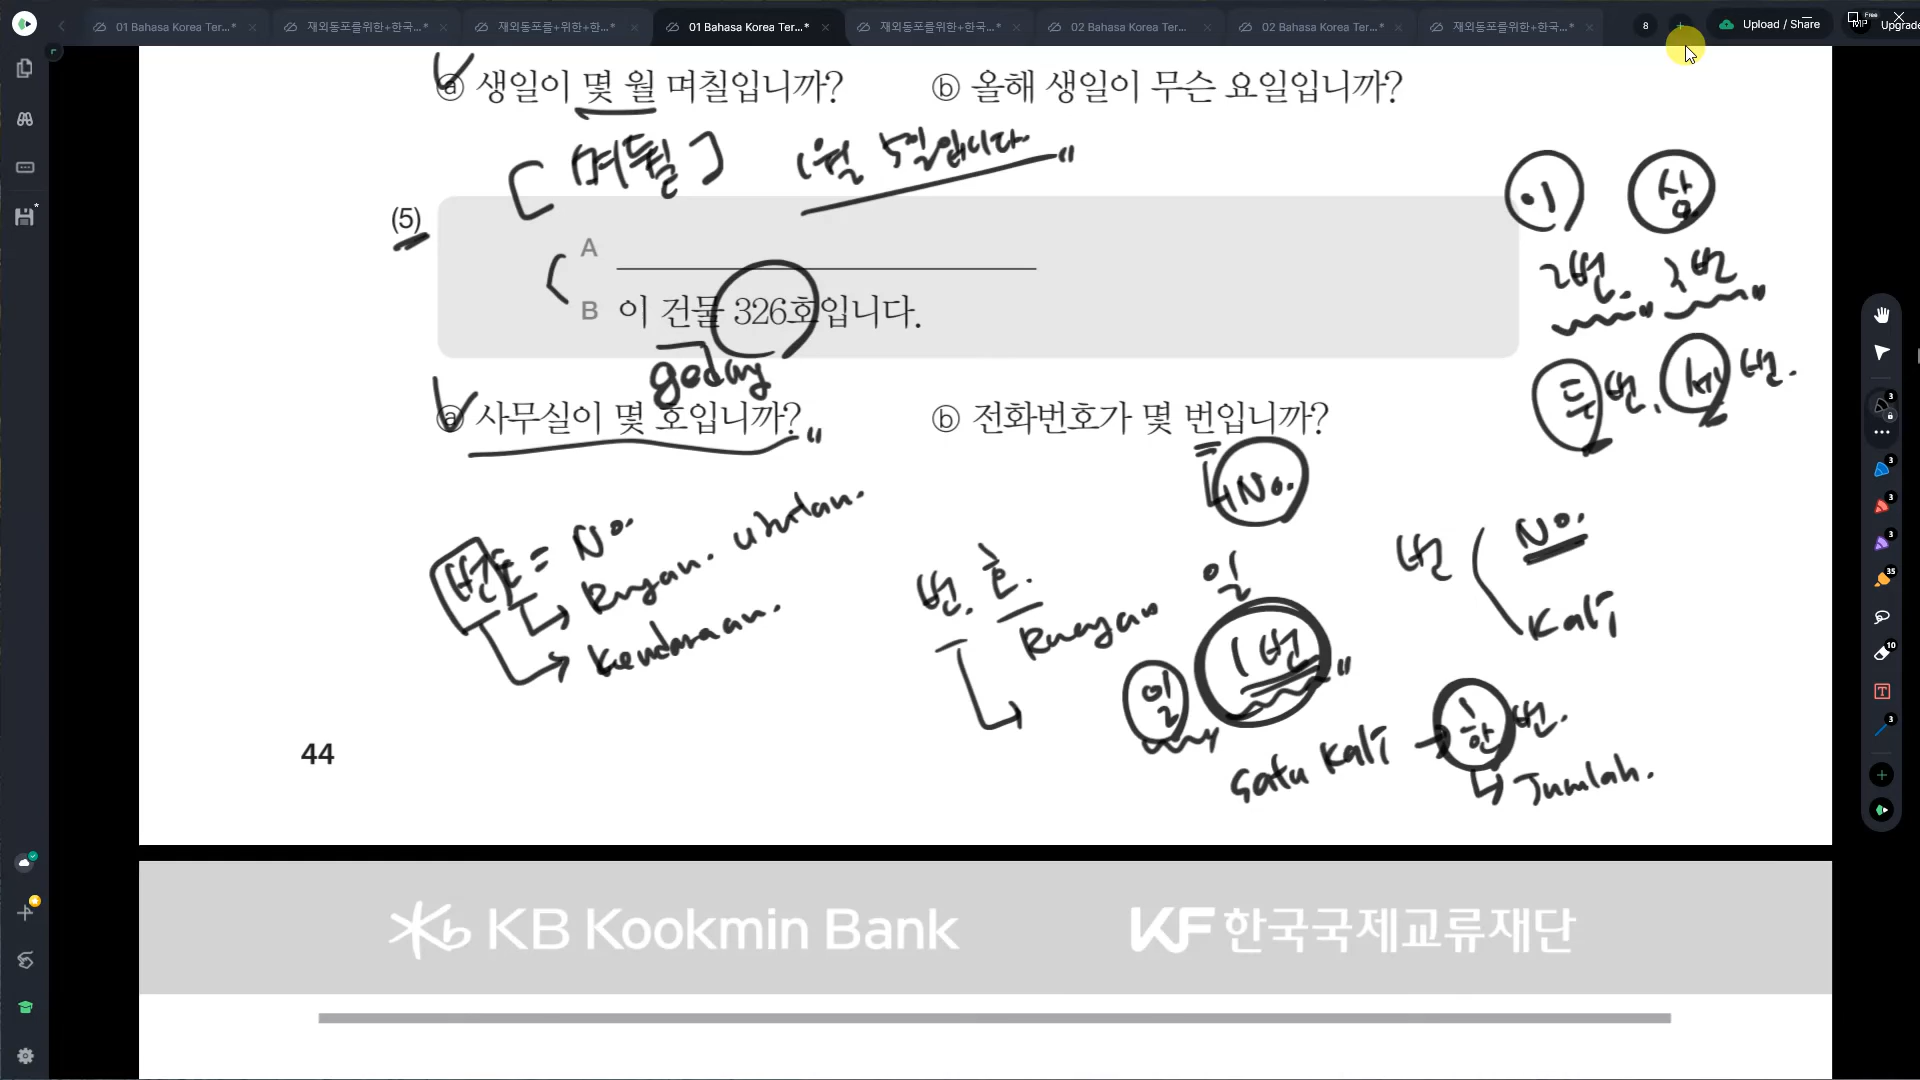 01 Bahasa Korea Ter...*
재외동포를위한+한국...*
재외동포를+위한+한...*
01 Bahasa Korea Ter...*
재외동포를위한+한국...*
02 Bahasa Korea Ter...
02 Bahasa Korea Ter...*
재외동포를위한+한국...*
8
Upload / Share
Free
Upgrade
ⓐ 생일이 몇 월 며칠입니까?
ⓑ 올해 생일이 무슨 요일입니까?
1월 5일입니다.
(5)
A
B 이 건물 326호입니다.
gedung
ⓐ 사무실이 몇 호입니까?
ⓑ 전화번호가 몇 번입니까?
이 삼
2번. 3번
두 번, 세 번.
No.
번호 = No.
Ruangan. urutan.
Kendaraan.
번. 호.
Ruangan
일
일 1번
번
No.
Kali
satu Kali → 한 번.
Jumlah.
44
KB Kookmin Bank
KF 한국국제교류재단